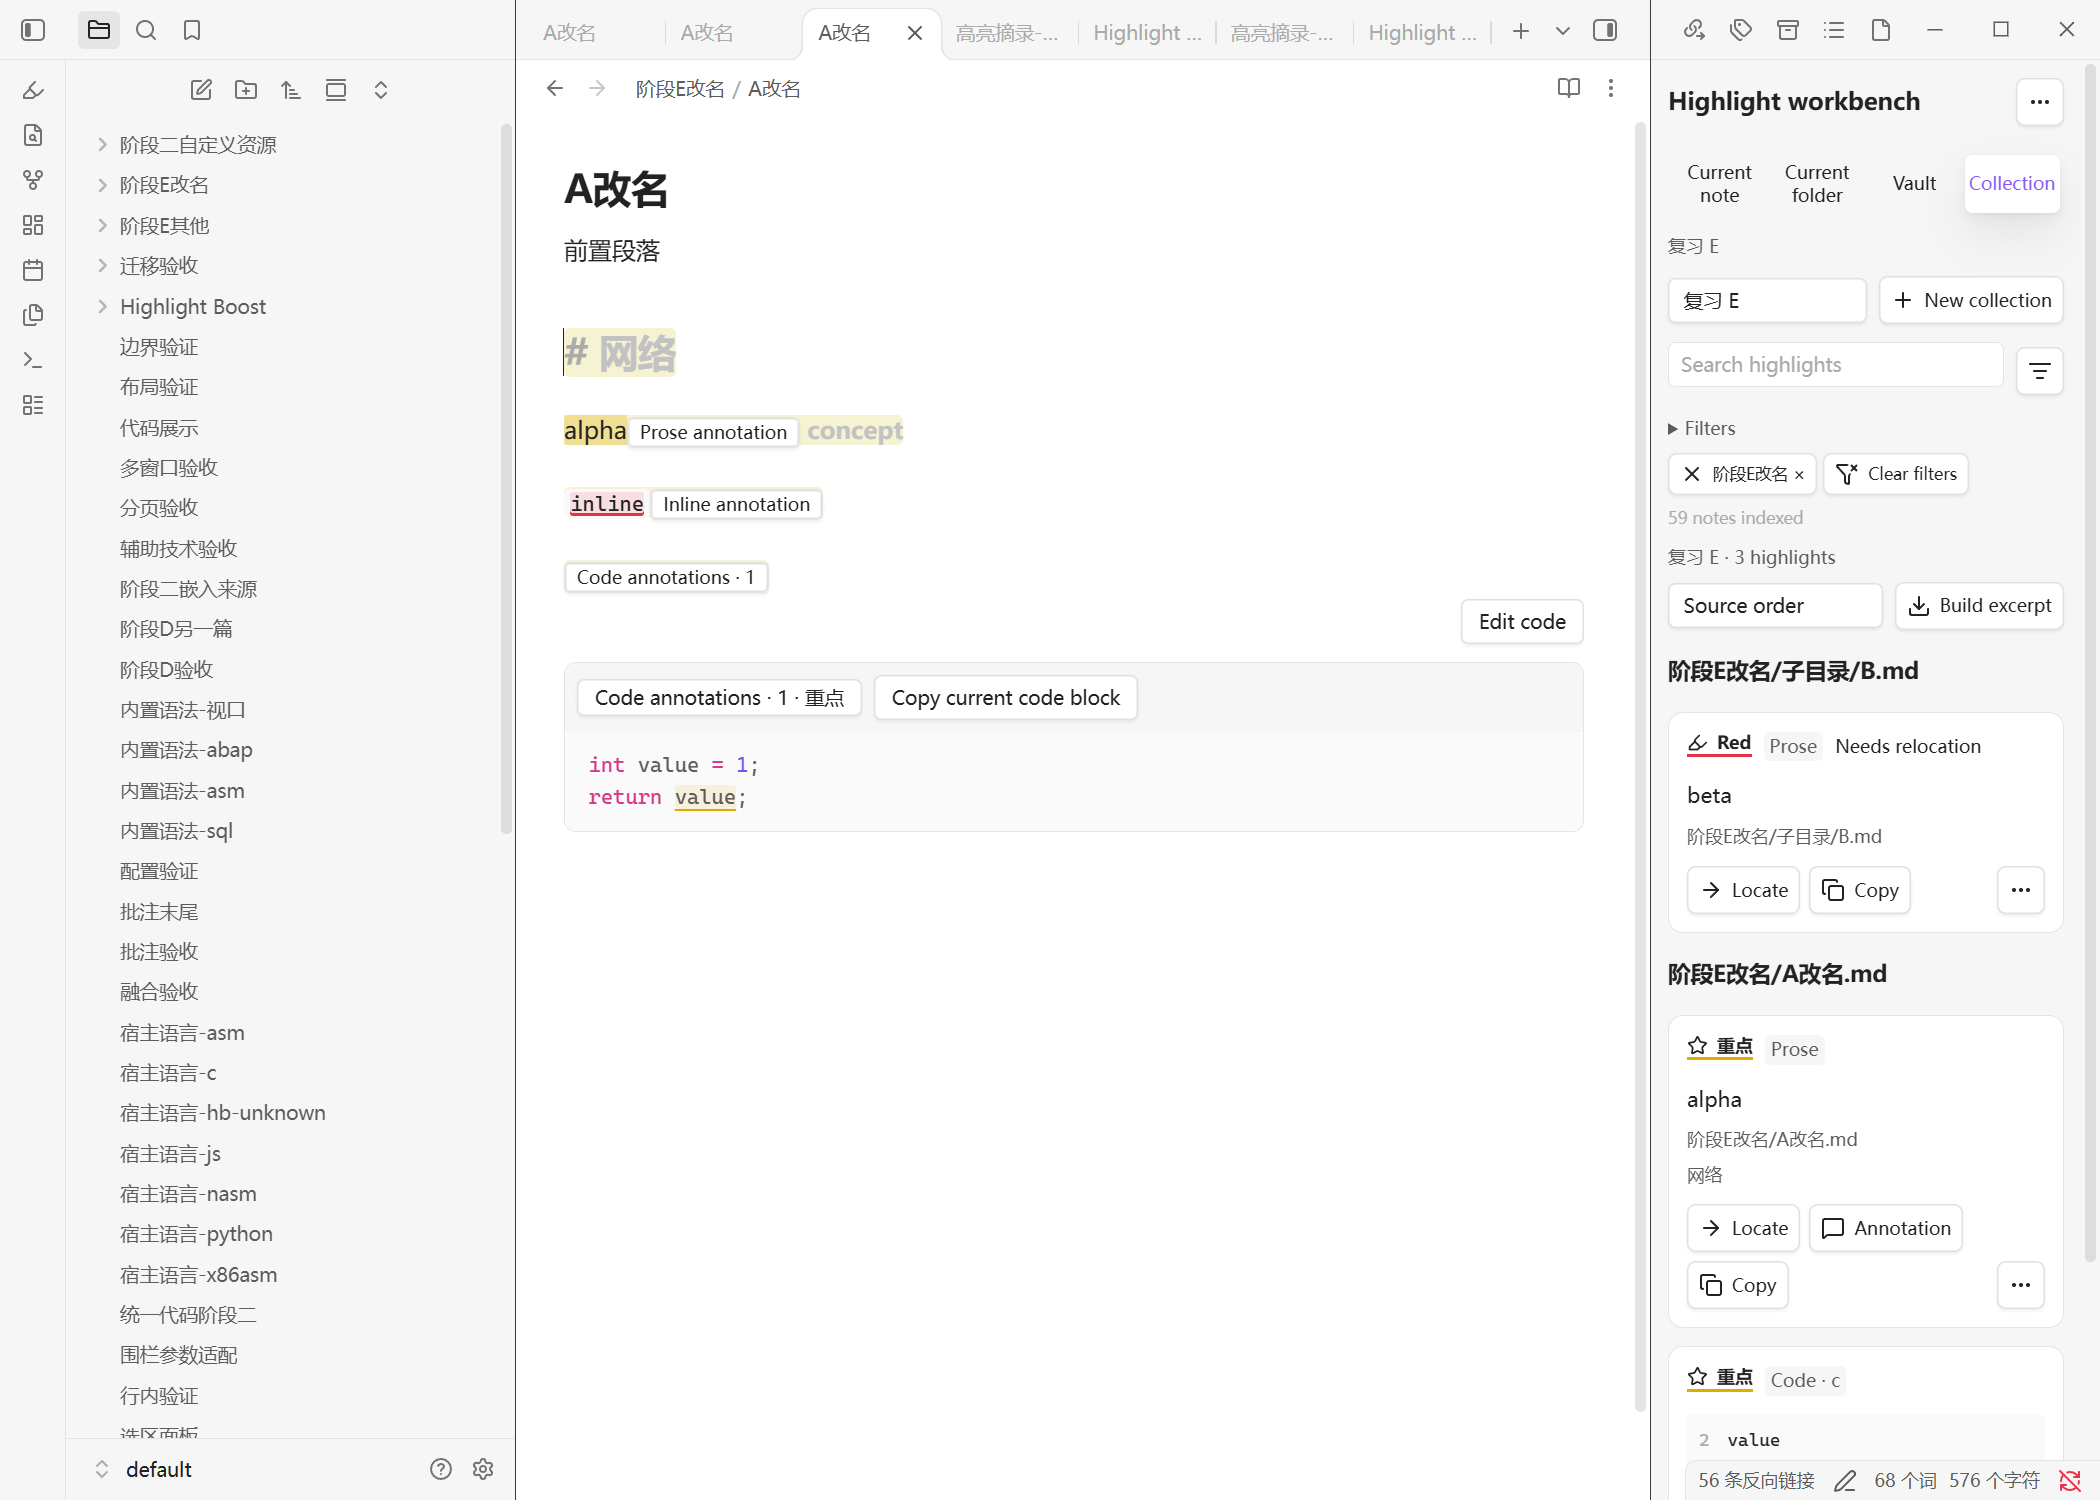 A改名
A改名
A改名
高亮摘录-...
Highlight ...
高亮摘录-...
Highlight ...
阶段二自定义资源
阶段E改名
阶段E其他
迁移验收
Highlight Boost
边界验证
布局验证
代码展示
多窗口验收
分页验收
辅助技术验收
阶段二嵌入来源
阶段D另一篇
阶段D验收
内置语法-视口
内置语法-abap
内置语法-asm
内置语法-sql
配置验证
批注末尾
批注验收
融合验收
宿主语言-asm
宿主语言-c
宿主语言-hb-unknown
宿主语言-js
宿主语言-nasm
宿主语言-python
宿主语言-x86asm
统一代码阶段二
围栏参数适配
行内验证
选区面板
default
阶段E改名 / A改名
A改名
前置段落
# 网络
alpha Prose annotation concept
inline Inline annotation
Code annotations · 1
Edit code
Code annotations · 1 · 重点 Copy current code block
int value = 1;
return value;
Highlight workbench
Current note
Current folder
Vault
Collection
复习 E
复习 E
New collection
Search highlights
Filters
阶段E改名 ×
Clear filters
59 notes indexed
复习 E · 3 highlights
Source order
Build excerpt
阶段E改名/子目录/B.md
Red Prose Needs relocation
beta
阶段E改名/子目录/B.md
Locate Copy
阶段E改名/A改名.md
重点 Prose
alpha
阶段E改名/A改名.md
网络
Locate Annotation
Copy
重点 Code · c
2 value
56 条反向链接 68 个词 576 个字符